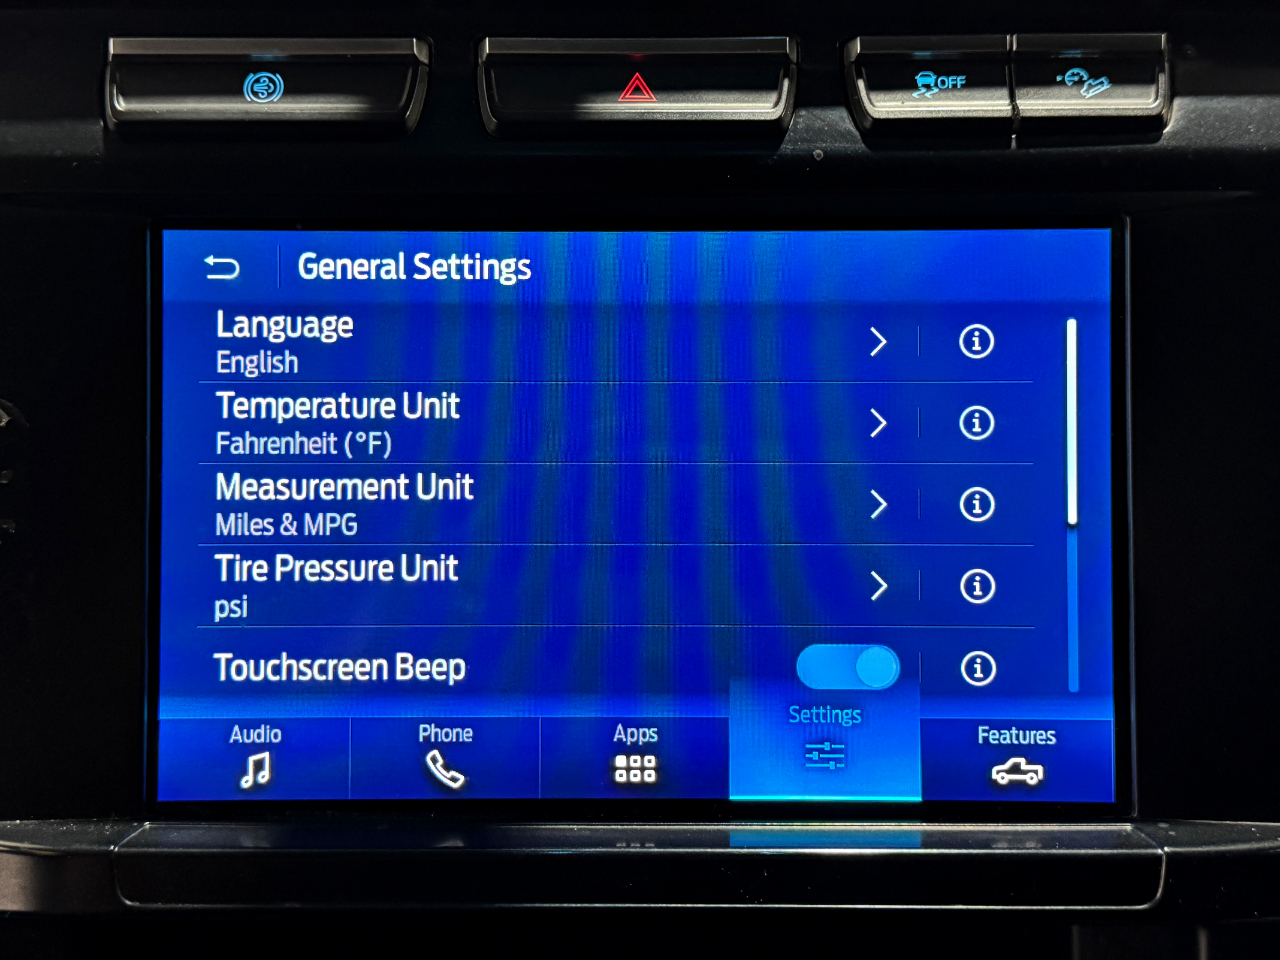 OFF
General Settings
Language
English
Temperature Unit
Fahrenheit (°F)
Measurement Unit
Miles & MPG
Tire Pressure Unit
psi
Touchscreen Beep
Audio
Phone
Apps
Settings
Features